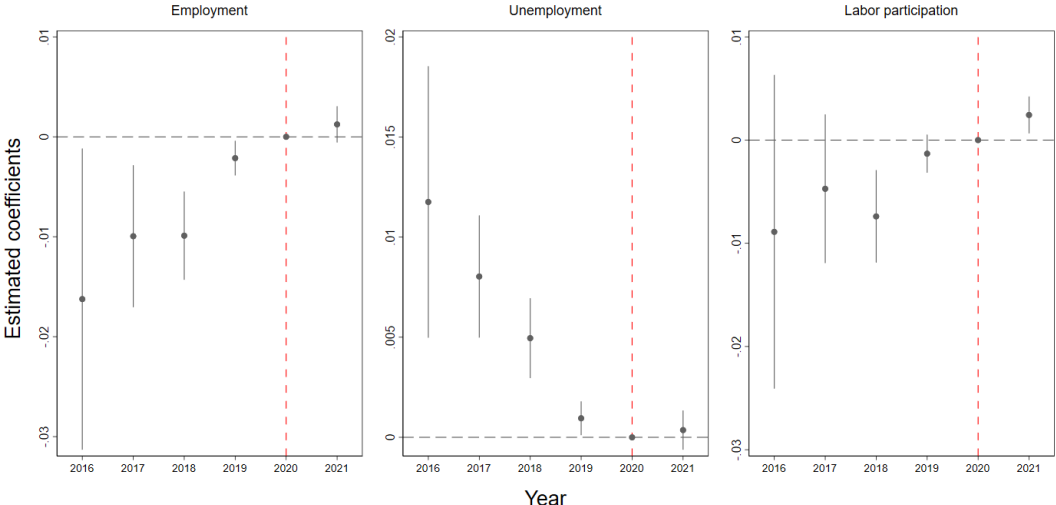 Employment
Unemployment
Labor participation
Estimated coefficients
.01
0
-.01
-.02
-.03
2016 2017 2018 2019 2020 2021
.02
.015
.01
.005
0
2016 2017 2018 2019 2020 2021
.01
0
-.01
-.02
-.03
2016 2017 2018 2019 2020 2021
Year